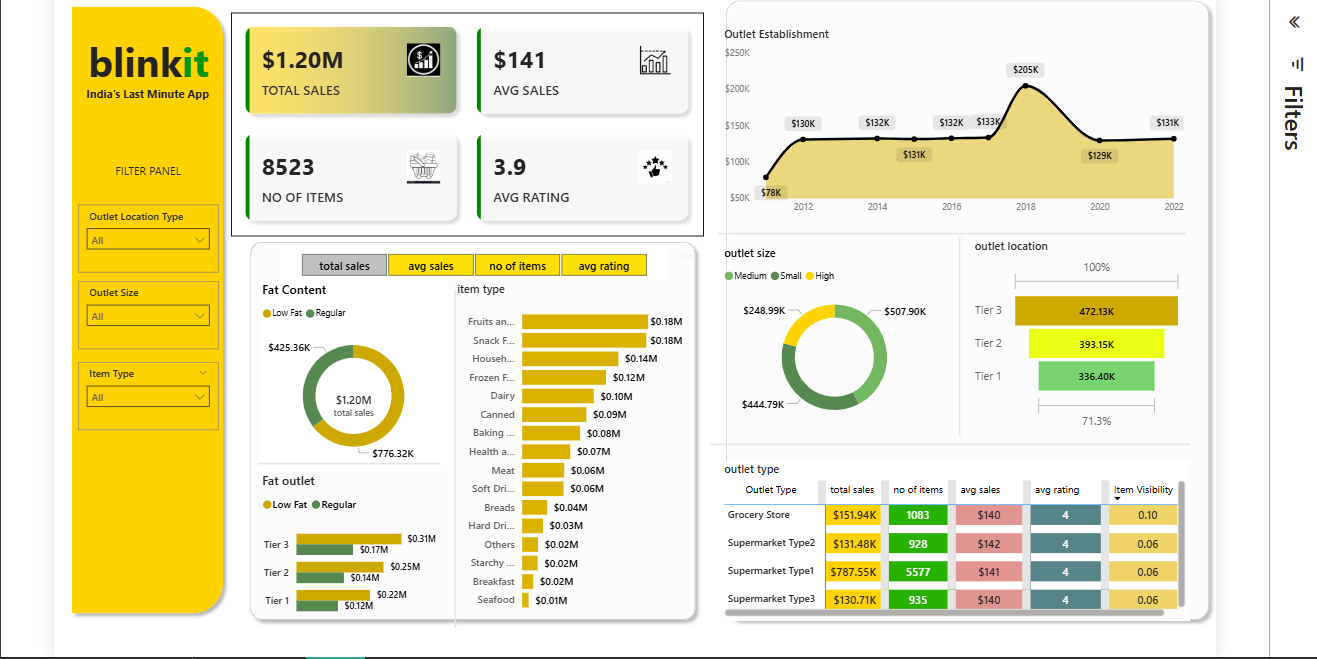 blinkit
India's Last Minute App
FILTER PANEL
Outlet Location Type
All
Outlet Size
All
Item Type
All
$1.20M
TOTAL SALES
$141
AVG SALES
8523
NO OF ITEMS
3.9
AVG RATING
total sales
avg sales
no of items
avg rating
Fat Content
Low Fat
Regular
$425.36K
$1.20M
total sales
$776.32K
Fat outlet
Low Fat
Regular
Tier 3
$0.31M
$0.17M
Tier 2
$0.25M
$0.14M
Tier 1
$0.22M
$0.12M
item type
Fruits an... $0.18M
Snack F... $0.18M
Househ... $0.14M
Frozen F... $0.12M
Dairy $0.10M
Canned $0.09M
Baking ... $0.08M
Health a... $0.07M
Meat $0.06M
Soft Dri... $0.06M
Breads $0.04M
Hard Dri... $0.03M
Others $0.02M
Starchy ... $0.02M
Breakfast $0.02M
Seafood $0.01M
Outlet Establishment
$250K
$200K
$150K
$100K
$50K
$78K
$130K
$132K
$131K
$132K
$133K
$205K
$129K
$131K
2012 2014 2016 2018 2020 2022
outlet size
Medium Small High
$248.99K
$507.90K
$444.79K
outlet location
100%
Tier 3 472.13K
Tier 2 393.15K
Tier 1 336.40K
71.3%
outlet type
Outlet Type total sales no of items avg sales avg rating Item Visibility
Grocery Store $151.94K 1083 $140 4 0.10
Supermarket Type2 $131.48K 928 $142 4 0.06
Supermarket Type1 $787.55K 5577 $141 4 0.06
Supermarket Type3 $130.71K 935 $140 4 0.06
Filters